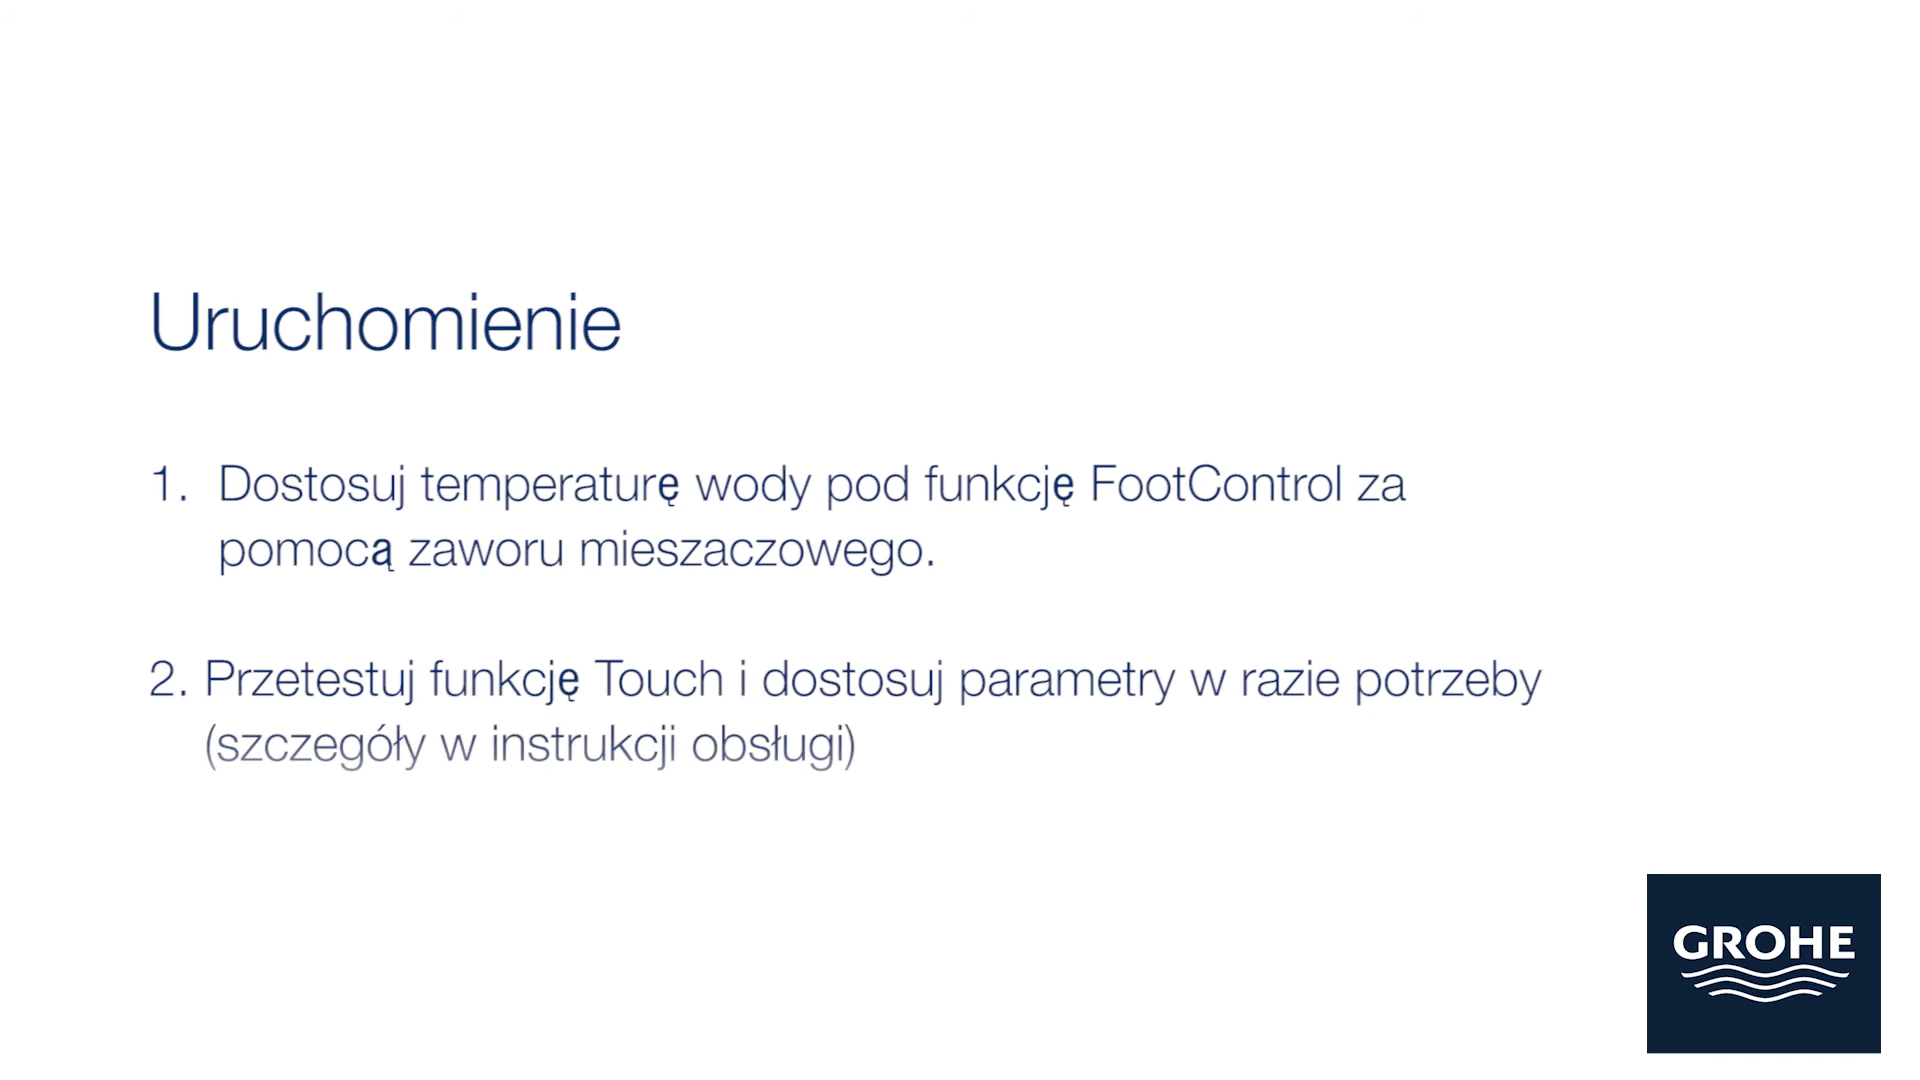 Uruchomienie
1. Dostosuj temperaturę wody pod funkcję FootControl za
pomocą zaworu mieszaczowego.
2. Przetestuj funkcję Touch i dostosuj parametry w razie potrzeby
(szczegóły w instrukcji obsługi)
GROHE